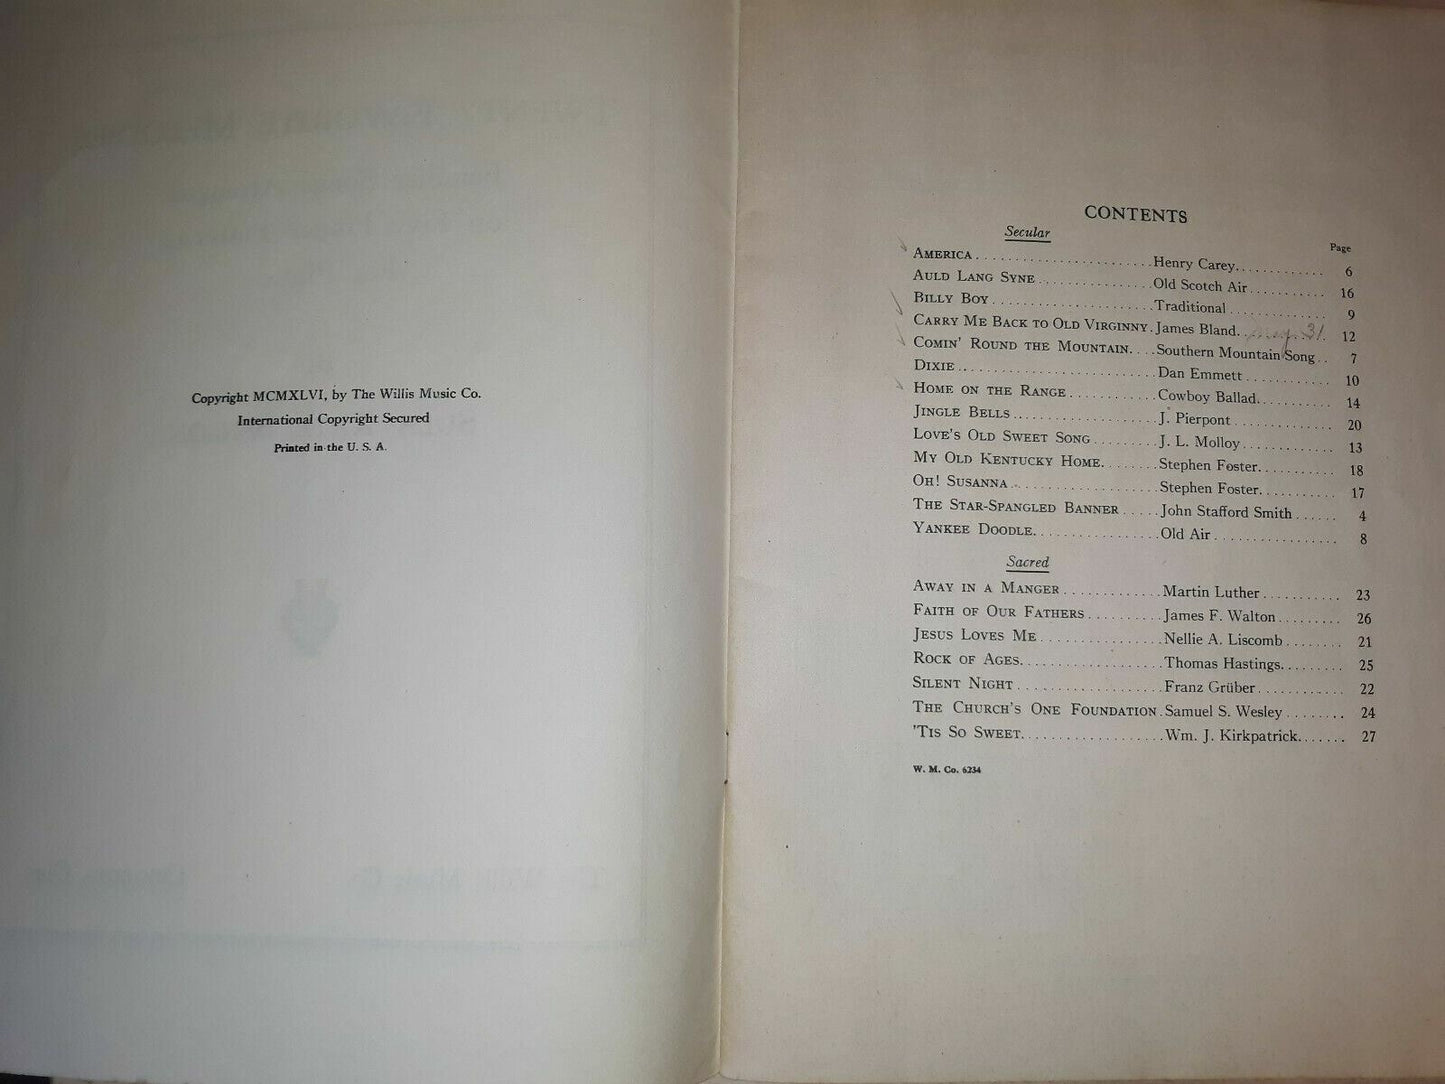 Copyright MCMXLVI, by The Willis Music Co.
International Copyright Secured
Printed in the U. S. A.
CONTENTS
Secular
Page
AMERICA ........................ Henry Carey ............ 6
AULD LANG SYNE ............... Old Scotch Air ........... 16
BILLY BOY ...................... Traditional ............. 9
CARRY ME BACK TO OLD VIRGINNY . James Bland .. 31 12
COMIN' ROUND THE MOUNTAIN .... Southern Mountain Song .. 7
DIXIE ........................... Dan Emmett ............ 10
HOME ON THE RANGE ............ Cowboy Ballad .......... 14
JINGLE BELLS ................... J. Pierpont ............. 20
LOVE'S OLD SWEET SONG ......... J. L. Molloy ............ 13
MY OLD KENTUCKY HOME ........ Stephen Foster .......... 18
OH! SUSANNA ................... Stephen Foster .......... 17
THE STAR-SPANGLED BANNER ..... John Stafford Smith ...... 4
YANKEE DOODLE ................. Old Air ................ 8
Sacred
AWAY IN A MANGER ............. Martin Luther ........... 23
FAITH OF OUR FATHERS .......... James F. Walton ......... 26
JESUS LOVES ME ................ Nellie A. Liscomb ........ 21
ROCK OF AGES .................. Thomas Hastings ........ 25
SILENT NIGHT ................... Franz Grüber ............ 22
THE CHURCH'S ONE FOUNDATION . Samuel S. Wesley ........ 24
'TIS SO SWEET .................. Wm. J. Kirkpatrick ....... 27
W. M. Co. 6234